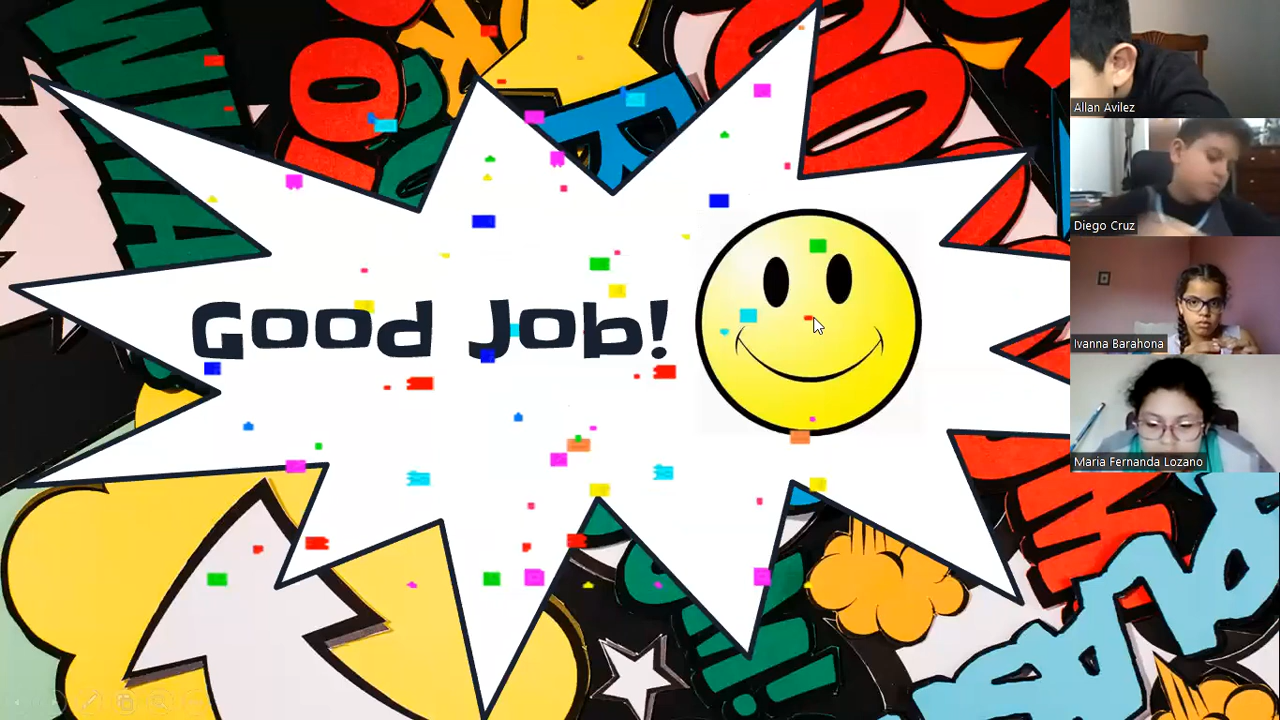 Good Job!
Allan Avilez
Diego Cruz
Ivanna Barahona
Maria Fernanda Lozano